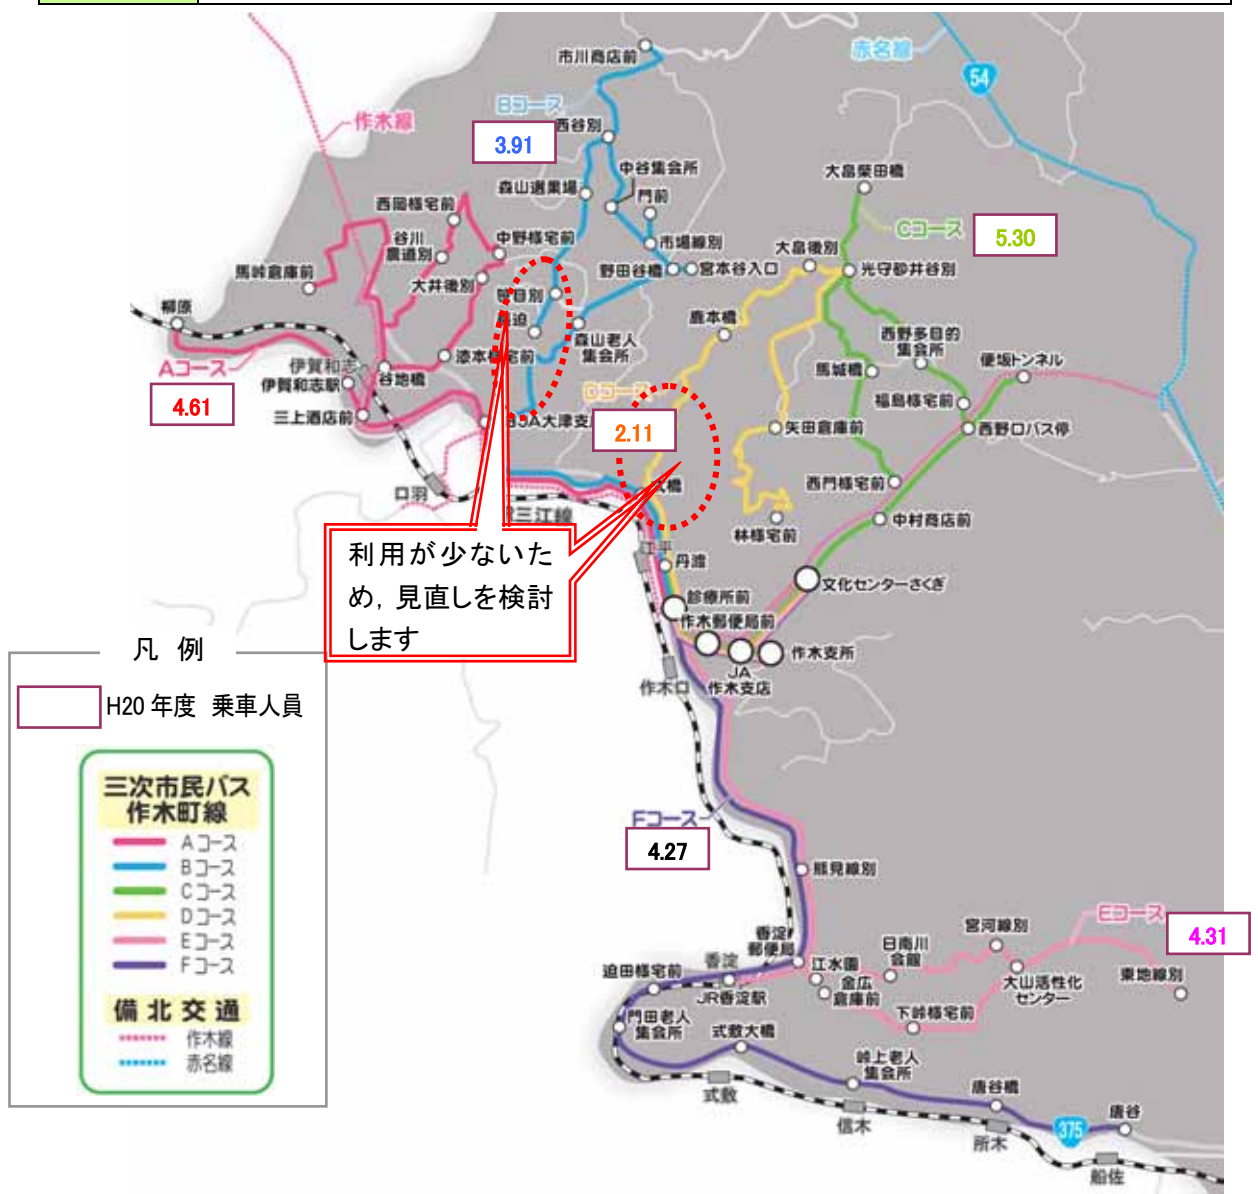 市川商店前
赤名線
54
Bコース
作木線
西谷別
3.91
中谷集会所
大畠柴田橋
森山選果場
門前
西岡様宅前
Cコース
5.30
谷川
農道別
中野様宅前
市場線別
大畠後別
馬峠倉庫前
大井後別
野田谷橋
宮本谷入口
光守砂井谷別
笹目別
柳原
鹿本橋
森山老人
集会所
西野多目的
集会所
便坂トンネル
Aコース
伊賀和志
伊賀和志駅
谷地橋
漆本様宅前
馬城橋
4.61
Dコース
福島様宅前
三上酒店前
JA大津支
2.11
矢田倉庫前
西野口バス停
口羽
西門様宅前
三江線
林様宅前
中村商店前
利用が少ないた
め，見直しを検討
します
江平
丹渡
文化センターさくぎ
診療所前
作木郵便局前
作木支所
JA
作木支店
作木口
凡 例
H20 年度 乗車人員
三次市民バス
作木町線
Aコース
Bコース
Cコース
Dコース
Eコース
Fコース
備北交通
作木線
赤名線
Fコース
4.27
熊見線別
香淀
郵便局
Eコース
4.31
宮河線別
日南川
会館
迫田様宅前
香淀
江水園
金広
倉庫前
大山活性化
センター
東地線別
JR香淀駅
下峠様宅前
門田老人
集会所
式敷大橋
峠上老人
集会所
式敷
唐谷橋
唐谷
信木
375
所木
船佐